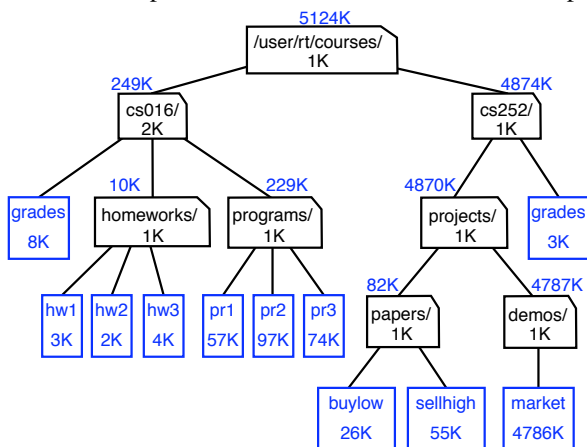 5124K
/user/rt/courses/
1K
249K
4874K
cs016/
2K
cs252/
1K
10K
229K
4870K
grades
8K
homeworks/
1K
programs/
1K
projects/
1K
grades
3K
82K
4787K
hw1
3K
hw2
2K
hw3
4K
pr1
57K
pr2
97K
pr3
74K
papers/
1K
demos/
1K
buylow
26K
sellhigh
55K
market
4786K